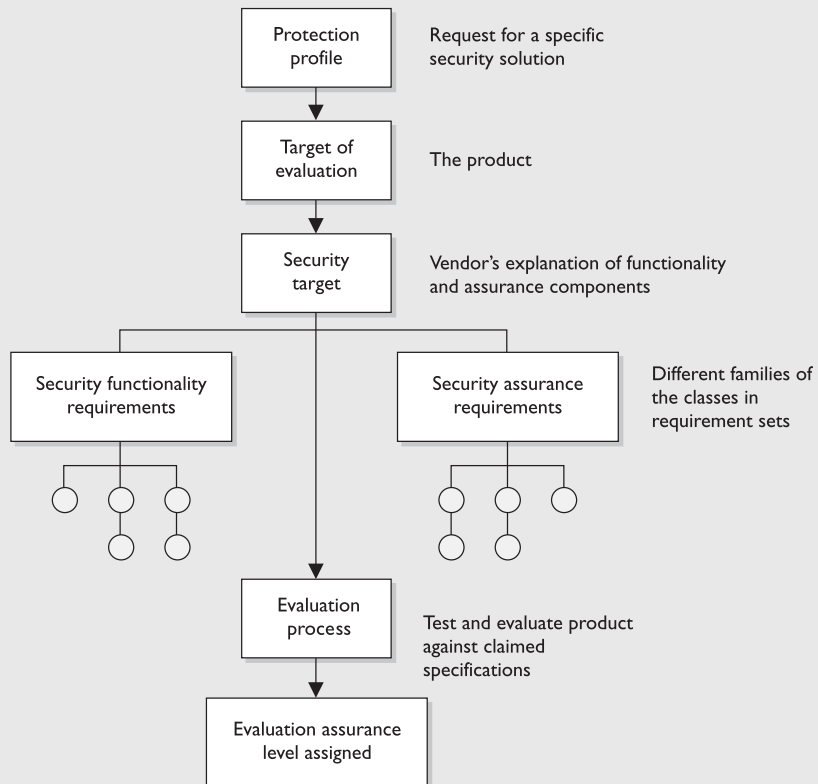 Protection
profile
Request for a specific
security solution
Target of
evaluation
The product
Security
target
Vendor’s explanation of functionality
and assurance components
Security functionality
requirements
Security assurance
requirements
Different families of
the classes in
requirement sets
Evaluation
process
Test and evaluate product
against claimed
specifications
Evaluation assurance
level assigned